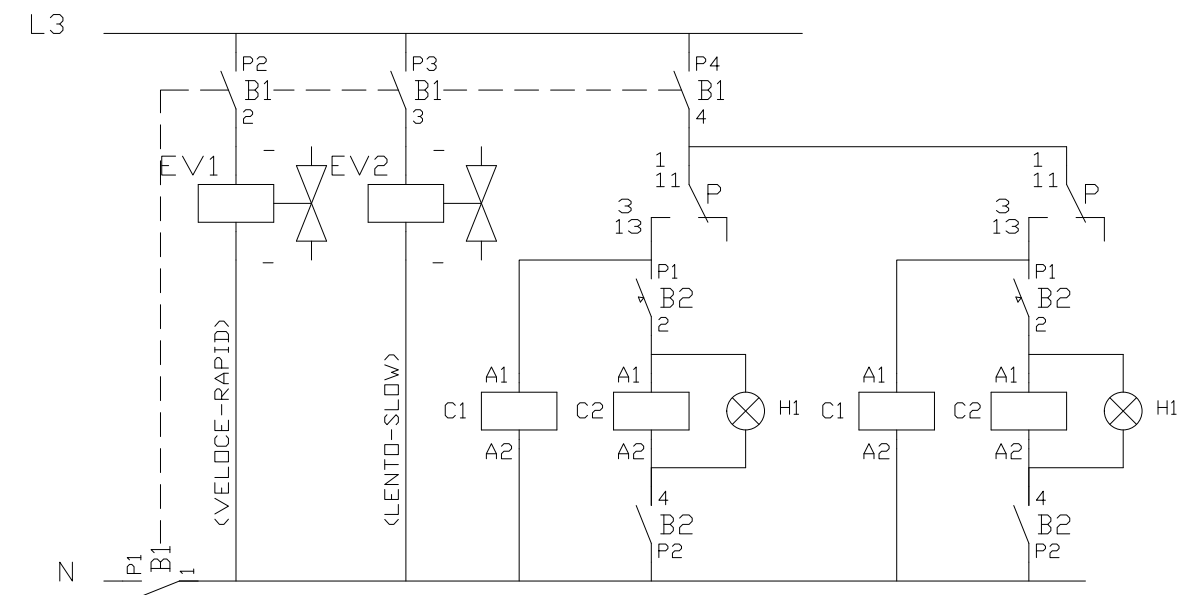 L3
P2 P3 P4
B1 B1 B1
2 3 4
EV1 EV2
1 1
11 P 11 P
3 3
13 13
P1 P1
B2 B2
2 2
(VELOCE-RAPID)
(LENTO-SLOW)
A1 A1 A1 A1
C1 C2 H1 C1 C2 H1
A2 A2 A2 A2
4 4
B2 B2
P2 P2
N P1 B1 1